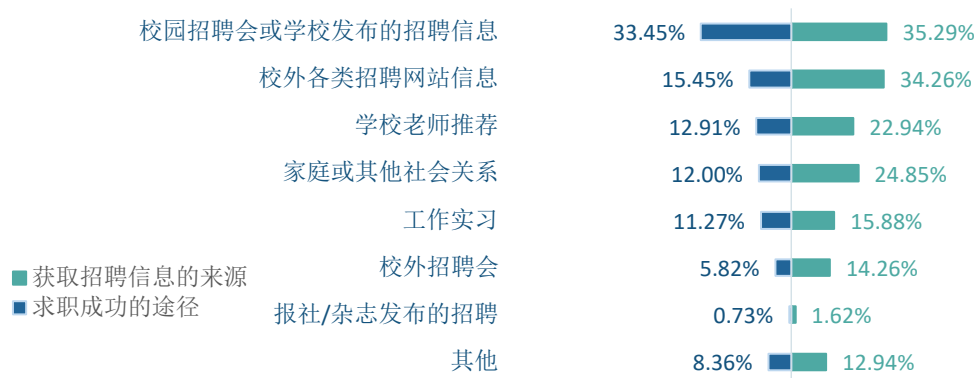 校园招聘会或学校发布的招聘信息 33.45% 35.29%
校外各类招聘网站信息 15.45% 34.26%
学校老师推荐 12.91% 22.94%
家庭或其他社会关系 12.00% 24.85%
工作实习 11.27% 15.88%
校外招聘会 5.82% 14.26%
报社/杂志发布的招聘 0.73% 1.62%
其他 8.36% 12.94%
获取招聘信息的来源
求职成功的途径